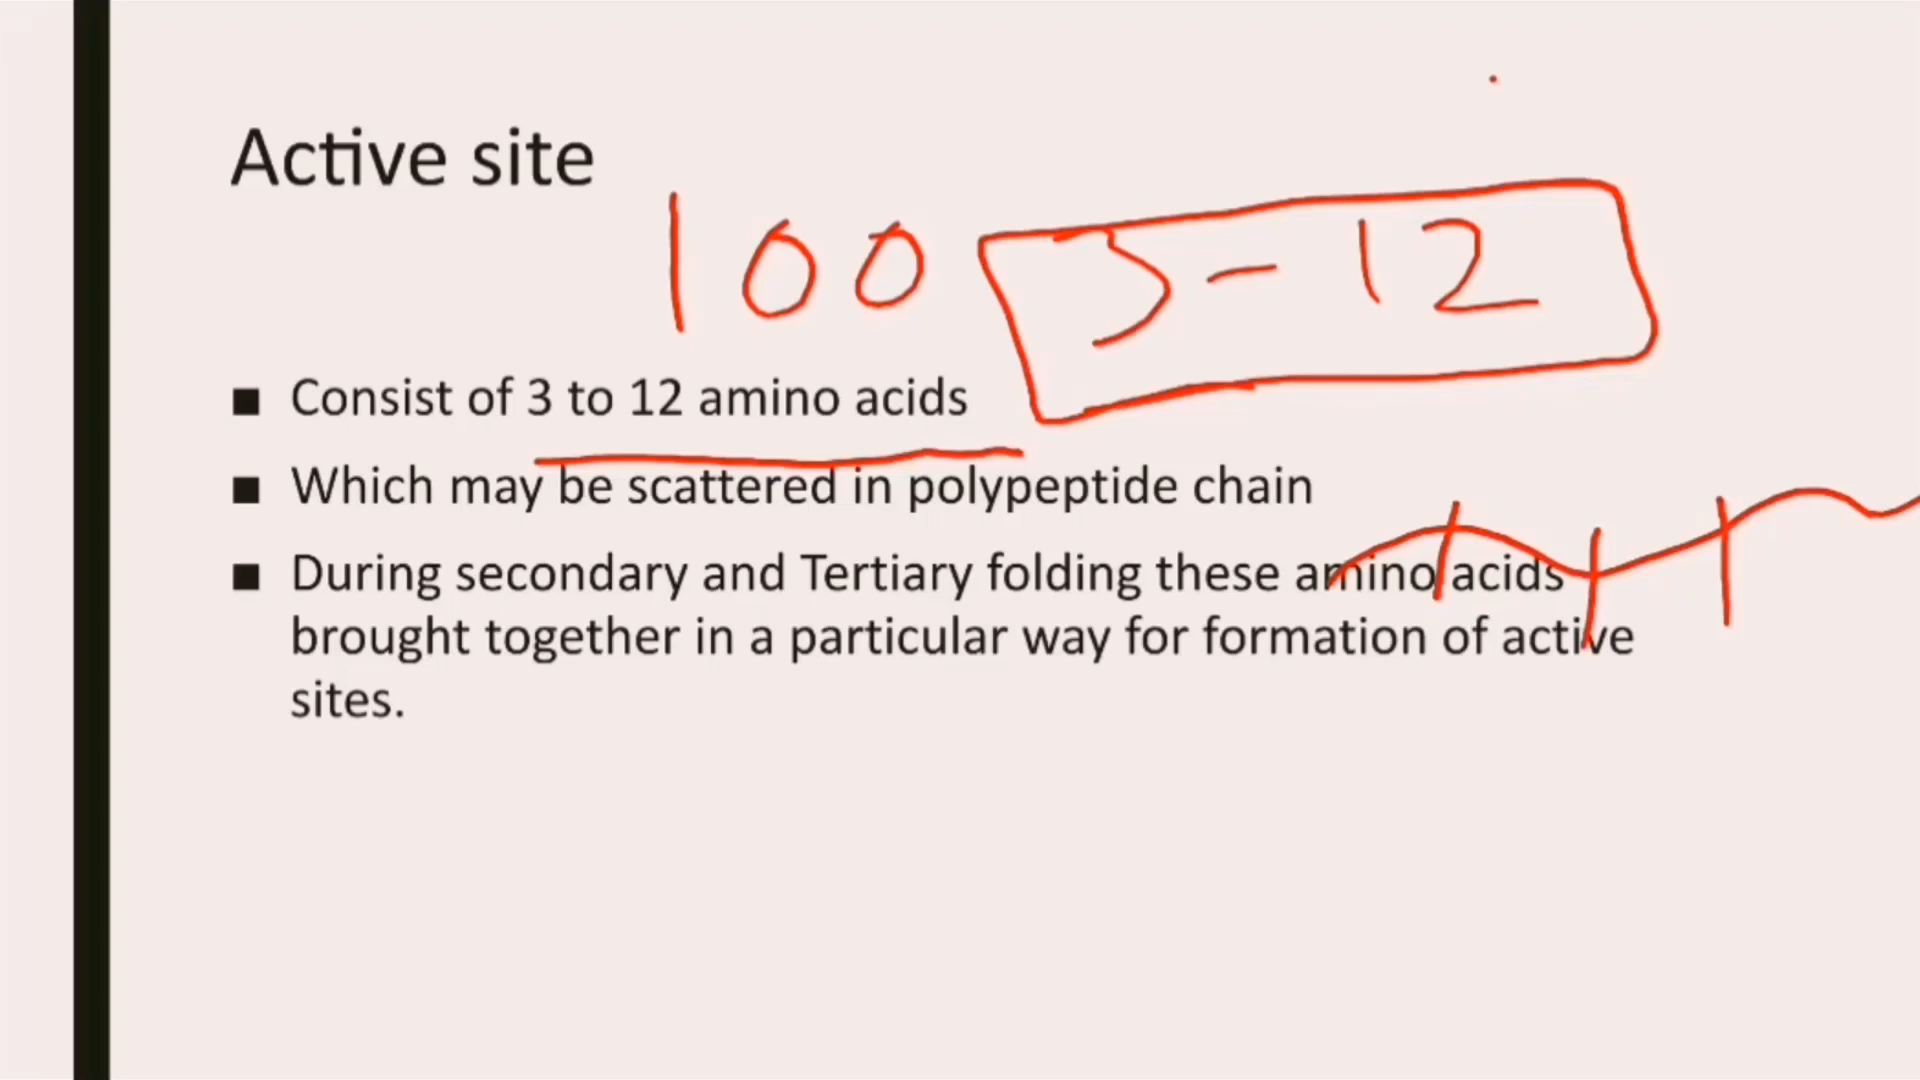 Active site
100 3-12
■ Consist of 3 to 12 amino acids
■ Which may be scattered in polypeptide chain
■ During secondary and Tertiary folding these amino acids
brought together in a particular way for formation of active
sites.